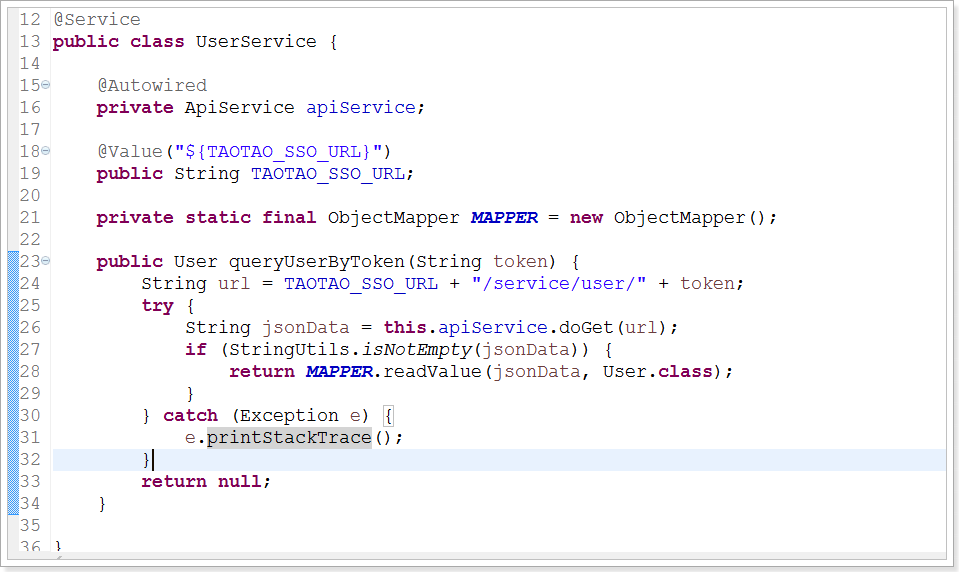 12 @Service
13 public class UserService {
14
15 @Autowired
16 private ApiService apiService;
17
18 @Value("${TAOTAO_SSO_URL}")
19 public String TAOTAO_SSO_URL;
20
21 private static final ObjectMapper MAPPER = new ObjectMapper();
22
23 public User queryUserByToken(String token) {
24 String url = TAOTAO_SSO_URL + "/service/user/" + token;
25 try {
26 String jsonData = this.apiService.doGet(url);
27 if (StringUtils.isNotEmpty(jsonData)) {
28 return MAPPER.readValue(jsonData, User.class);
29 }
30 } catch (Exception e) {
31 e.printStackTrace();
32 }
33 return null;
34 }
35
36 }